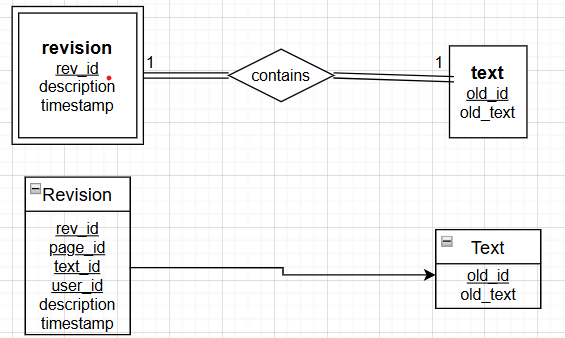 revision
rev_id
description
timestamp
1
contains
1
text
old_id
old_text
Revision
rev_id
page_id
text_id
user_id
description
timestamp
Text
old_id
old_text